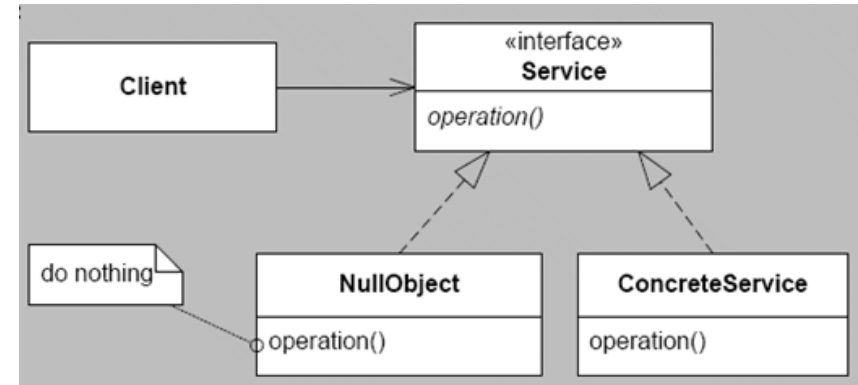 Client
«interface»
Service
operation()
do nothing
NullObject
operation()
ConcreteService
operation()